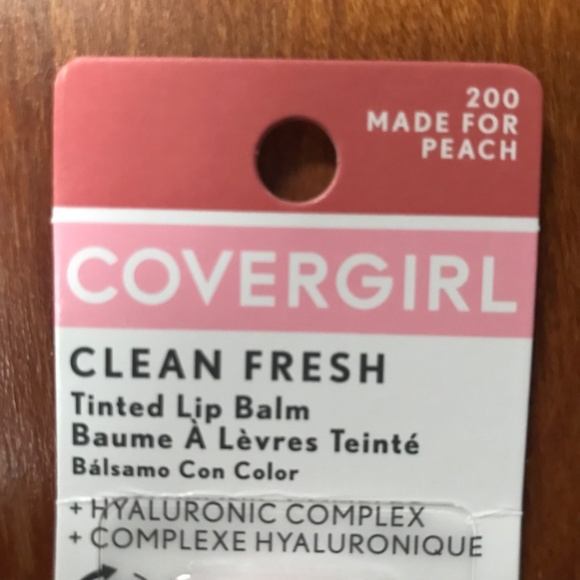 200
MADE FOR
PEACH
COVERGIRL
CLEAN FRESH
Tinted Lip Balm
Baume À Lèvres Teinté
Bálsamo Con Color
+ HYALURONIC COMPLEX
+ COMPLEXE HYALURONIQUE